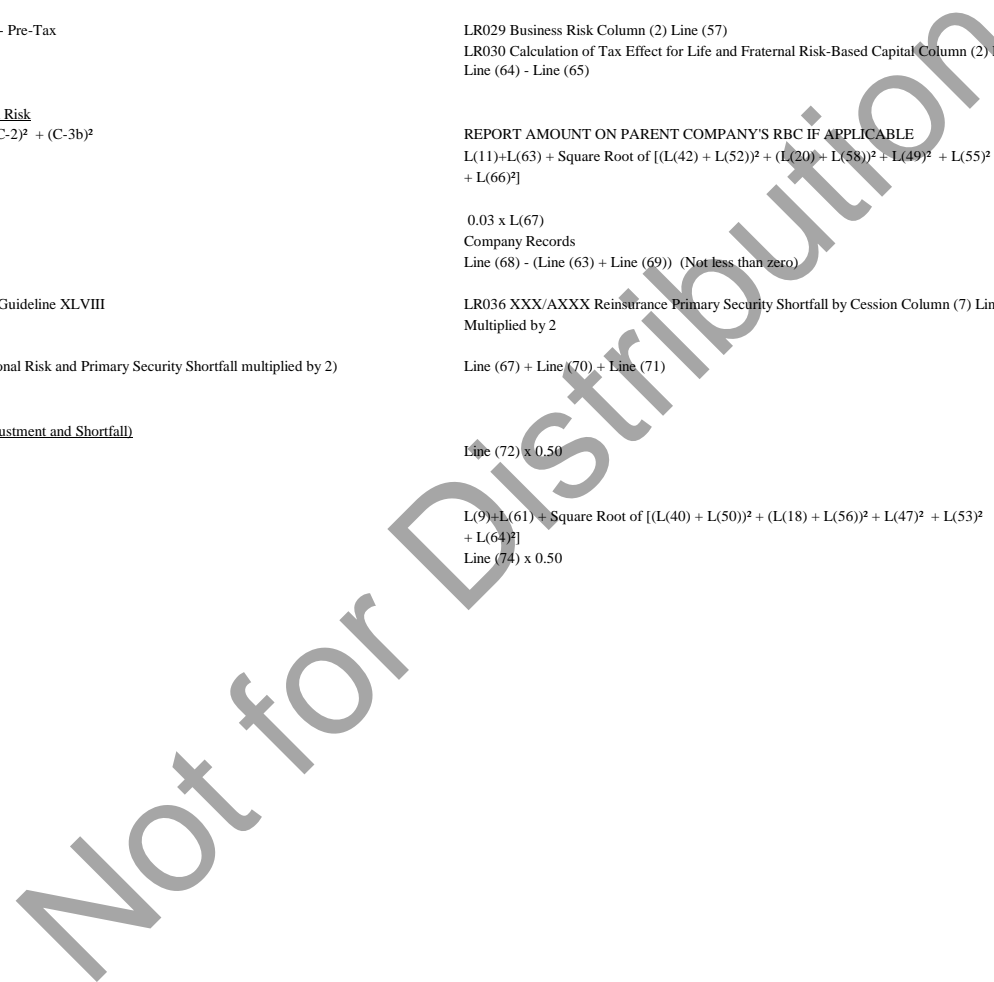 - Pre-Tax
LR029 Business Risk Column (2) Line (57)
LR030 Calculation of Tax Effect for Life and Fraternal Risk-Based Capital Column (2)
Line (64) - Line (65)
Risk
C-2)² + (C-3b)²
REPORT AMOUNT ON PARENT COMPANY'S RBC IF APPLICABLE
L(11)+L(63) + Square Root of [(L(42) + L(52))² + (L(20) + L(58))² + L(49)² + L(55)²
+ L(66)²]
0.03 x L(67)
Company Records
Line (68) - (Line (63) + Line (69)) (Not less than zero)
Guideline XLVIII
LR036 XXX/AXXX Reinsurance Primary Security Shortfall by Cession Column (7) Lin
Multiplied by 2
onal Risk and Primary Security Shortfall multiplied by 2)
Line (67) + Line (70) + Line (71)
ustment and Shortfall)
Line (72) x 0.50
L(9)+L(61) + Square Root of [(L(40) + L(50))² + (L(18) + L(56))² + L(47)² + L(53)²
+ L(64)²]
Line (74) x 0.50
Not for Distribution